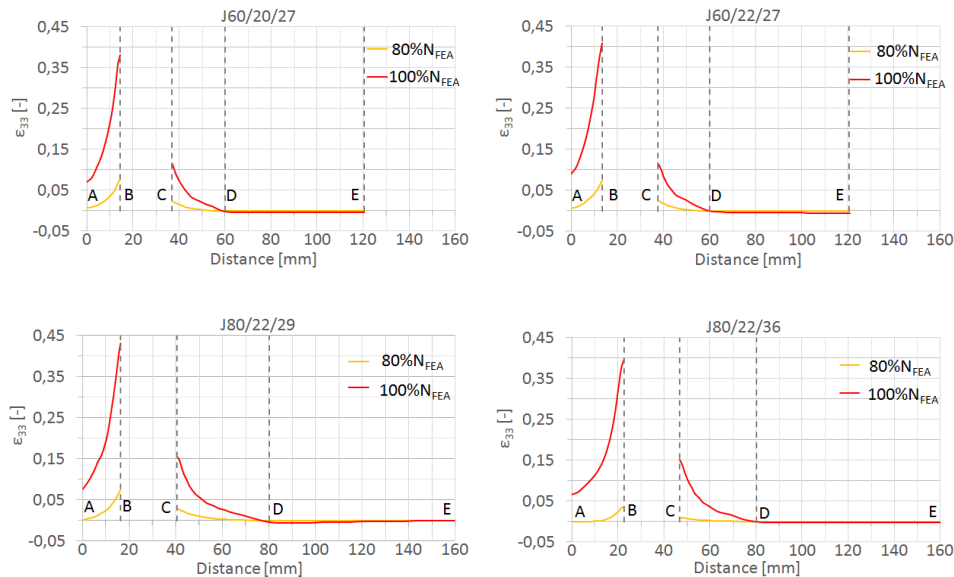 J60/20/27
0,45
0,35
0,25
0,15
0,05
-0,05
ε33 [-]
80%NFEA
100%NFEA
A
B
C
D
E
0 20 40 60 80 100 120 140 160
Distance [mm]
J60/22/27
0,45
0,35
0,25
0,15
0,05
-0,05
ε33 [-]
80%NFEA
100%NFEA
A
B
C
D
E
0 20 40 60 80 100 120 140 160
Distance [mm]
J80/22/29
0,45
0,35
0,25
0,15
0,05
-0,05
ε33 [-]
80%NFEA
100%NFEA
A
B
C
D
E
0 20 40 60 80 100 120 140 160
Distance [mm]
J80/22/36
0,45
0,35
0,25
0,15
0,05
-0,05
ε33 [-]
80%NFEA
100%NFEA
A
B
C
D
E
0 20 40 60 80 100 120 140 160
Distance [mm]